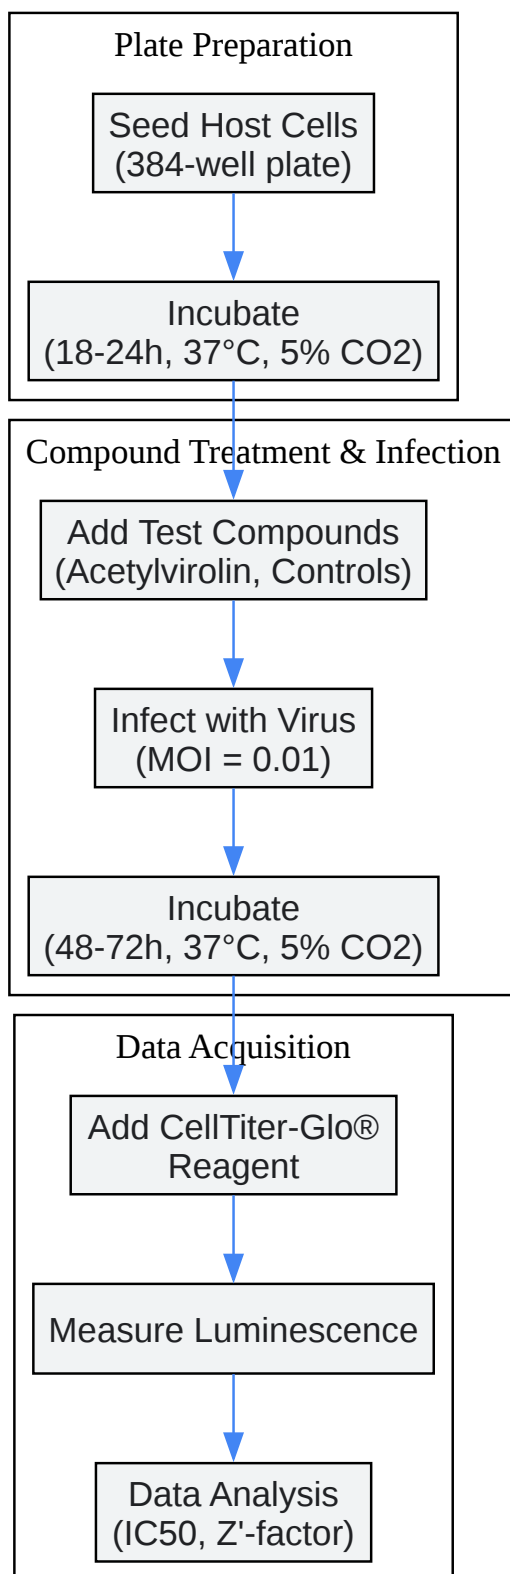 Plate Preparation
Seed Host Cells
(384-well plate)
Incubate
(18-24h, 37°C, 5% CO2)
Compound Treatment & Infection
Add Test Compounds
(Acetylvirolin, Controls)
Infect with Virus
(MOI = 0.01)
Incubate
(48-72h, 37°C, 5% CO2)
Data Acquisition
Add CellTiter-Glo®
Reagent
Measure Luminescence
Data Analysis
(IC50, Z'-factor)